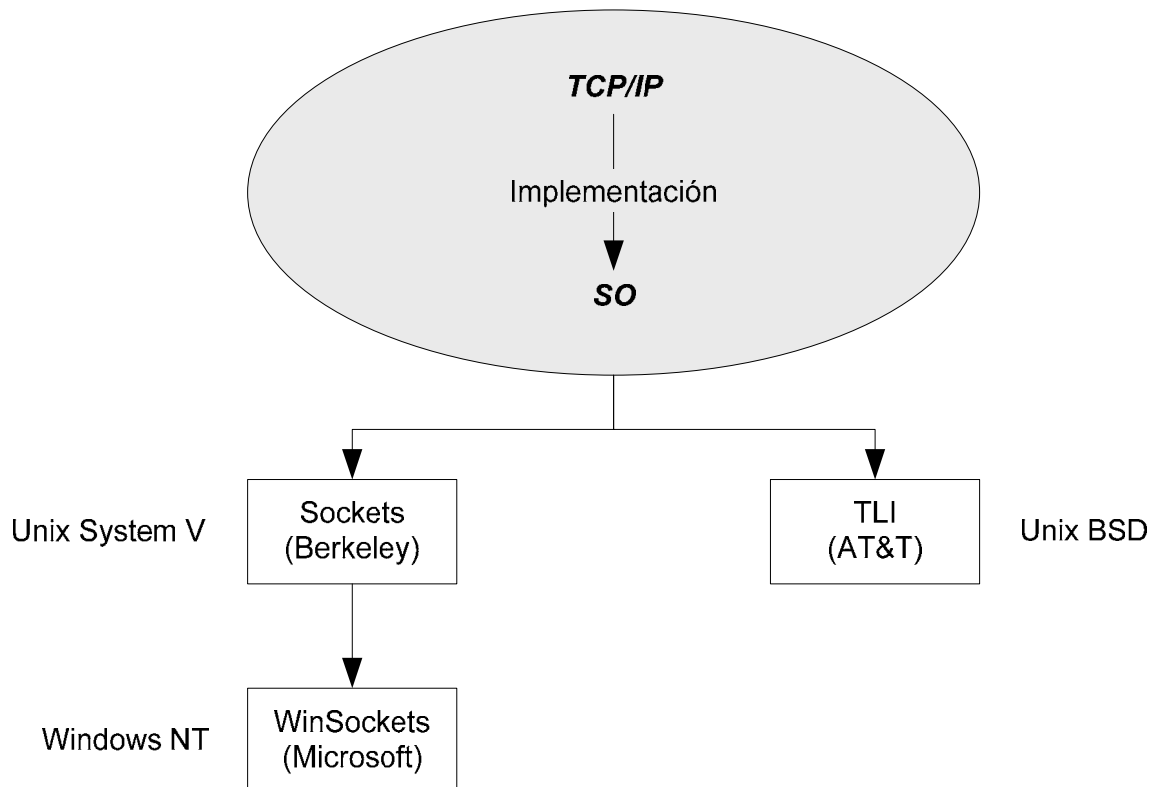 TCP/IP
Implementación
SO
Unix System V
Sockets
(Berkeley)
TLI
(AT&T)
Unix BSD
Windows NT
WinSockets
(Microsoft)